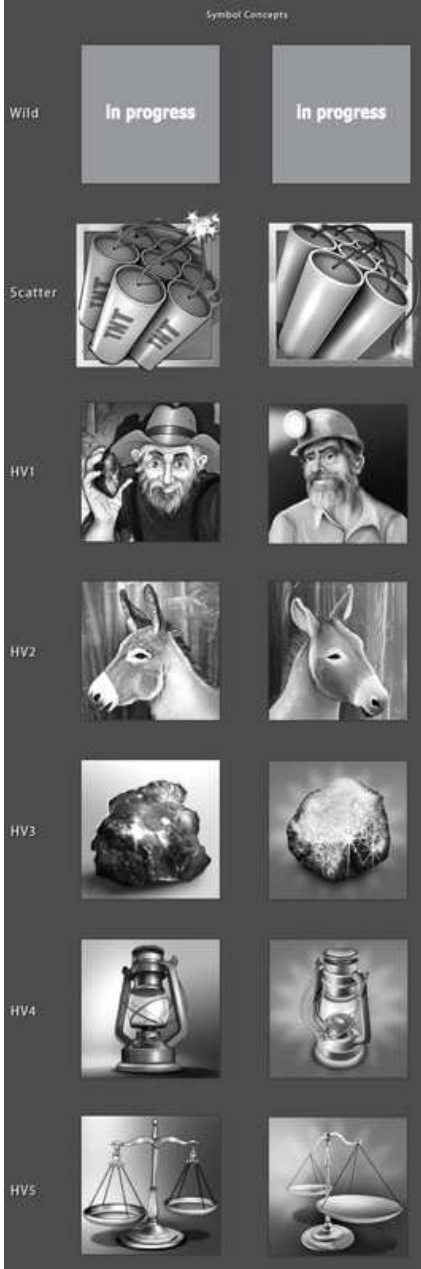 Symbol Concepts
Wild
in progress
in progress
Scatter
TNT
TNT
TNT
HV1
HV2
HV3
HV4
HV5